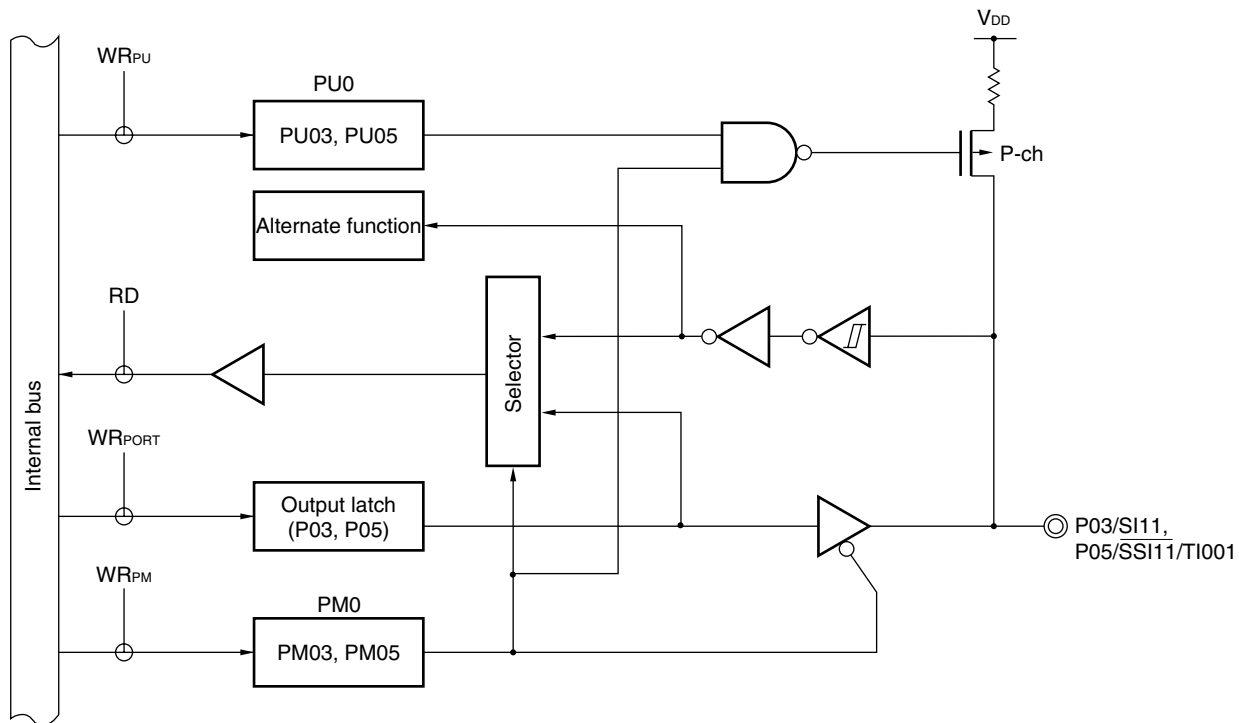 VDD
WRPU
PU0
PU03, PU05
P-ch
Alternate function
RD
Selector
Internal bus
WRPORT
Output latch
(P03, P05)
P03/SI11,
P05/SSI11/TI001
WRPM
PM0
PM03, PM05